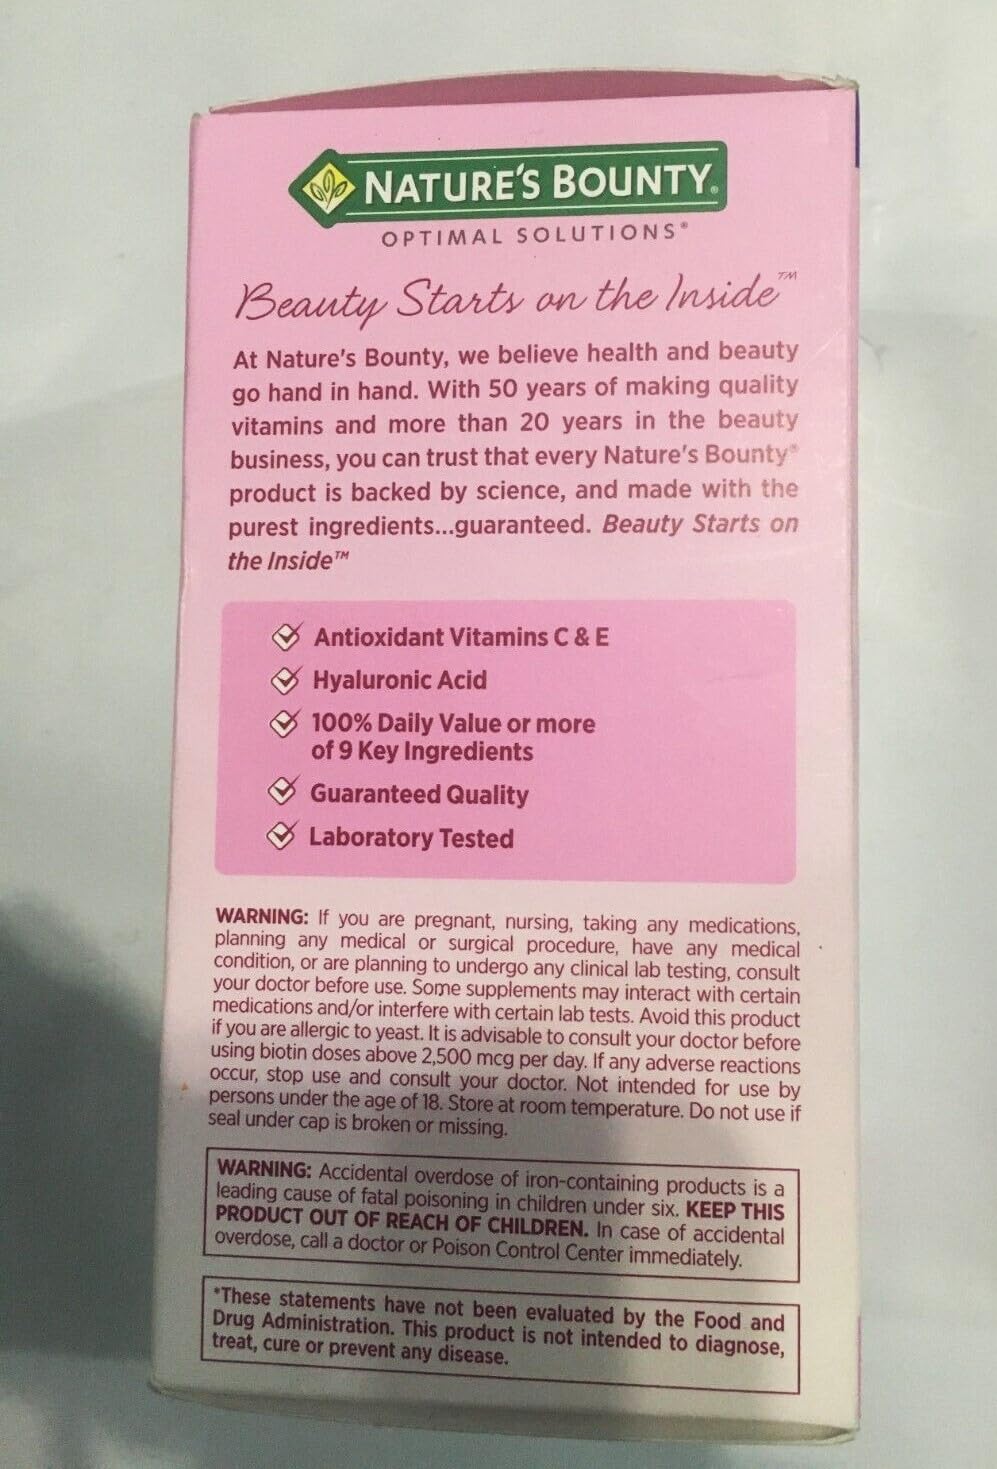 NATURE'S BOUNTY®
OPTIMAL SOLUTIONS®
Beauty Starts on the Inside™
At Nature's Bounty, we believe health and beauty
go hand in hand. With 50 years of making quality
vitamins and more than 20 years in the beauty
business, you can trust that every Nature's Bounty®
product is backed by science, and made with the
purest ingredients...guaranteed. Beauty Starts on
the Inside™
Antioxidant Vitamins C & E
Hyaluronic Acid
100% Daily Value or more
of 9 Key Ingredients
Guaranteed Quality
Laboratory Tested
WARNING: If you are pregnant, nursing, taking any medications,
planning any medical or surgical procedure, have any medical
condition, or are planning to undergo any clinical lab testing, consult
your doctor before use. Some supplements may interact with certain
medications and/or interfere with certain lab tests. Avoid this product
if you are allergic to yeast. It is advisable to consult your doctor before
using biotin doses above 2,500 mcg per day. If any adverse reactions
occur, stop use and consult your doctor. Not intended for use by
persons under the age of 18. Store at room temperature. Do not use if
seal under cap is broken or missing.
WARNING: Accidental overdose of iron-containing products is a
leading cause of fatal poisoning in children under six. KEEP THIS
PRODUCT OUT OF REACH OF CHILDREN. In case of accidental
overdose, call a doctor or Poison Control Center immediately.
*These statements have not been evaluated by the Food and
Drug Administration. This product is not intended to diagnose,
treat, cure or prevent any disease.